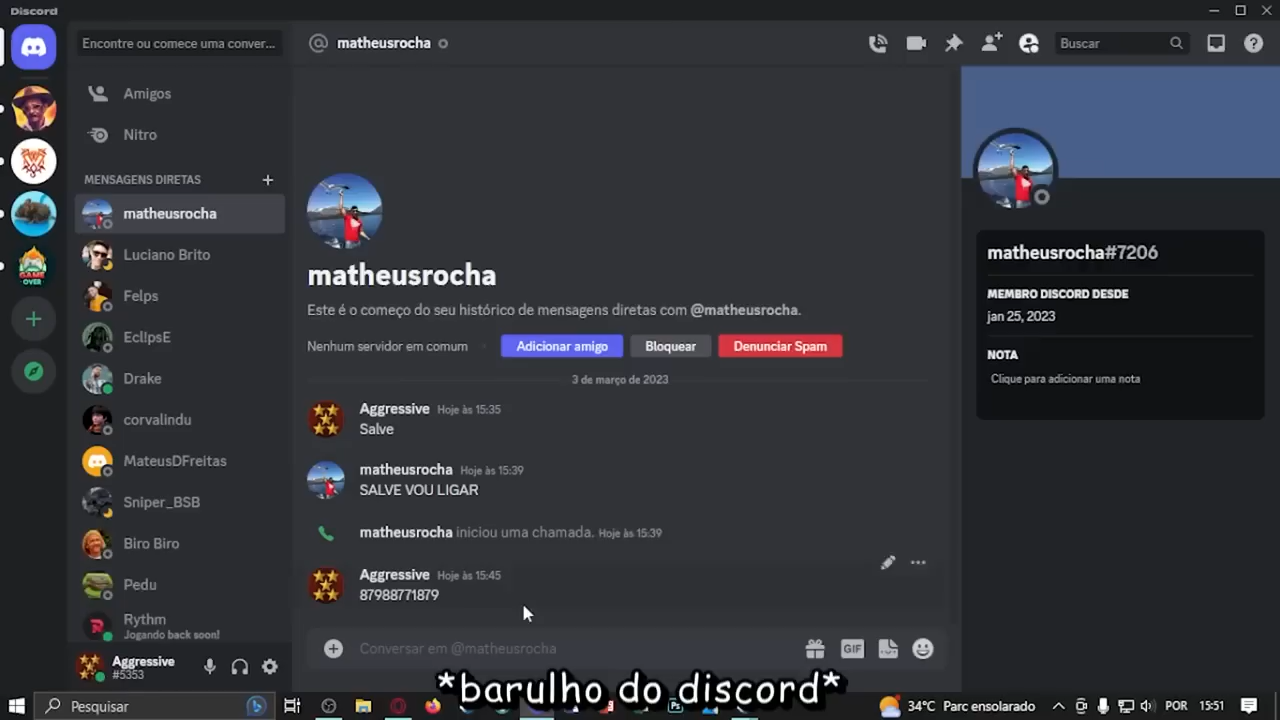 Discord
Encontre ou comece uma conver...
Amigos
Nitro
MENSAGENS DIRETAS
matheusrocha
Luciano Brito
Felps
EclIpsE
Drake
corvalindu
MateusDFreitas
Sniper_BSB
Biro Biro
Pedu
Rythm
Jogando back soon!
Aggressive
#5353
matheusrocha
Buscar
matheusrocha
Este é o começo do seu histórico de mensagens diretas com @matheusrocha.
Nenhum servidor em comum
Adicionar amigo
Bloquear
Denunciar Spam
3 de março de 2023
Aggressive Hoje às 15:35
Salve
matheusrocha Hoje às 15:39
SALVE VOU LIGAR
matheusrocha iniciou uma chamada. Hoje às 15:39
Aggressive Hoje às 15:45
87988771879
Conversar em @matheusrocha
GIF
matheusrocha#7206
MEMBRO DISCORD DESDE
jan 25, 2023
NOTA
Clique para adicionar uma nota
*barulho do discord*
Pesquisar
34°C Parc ensolarado
15:51